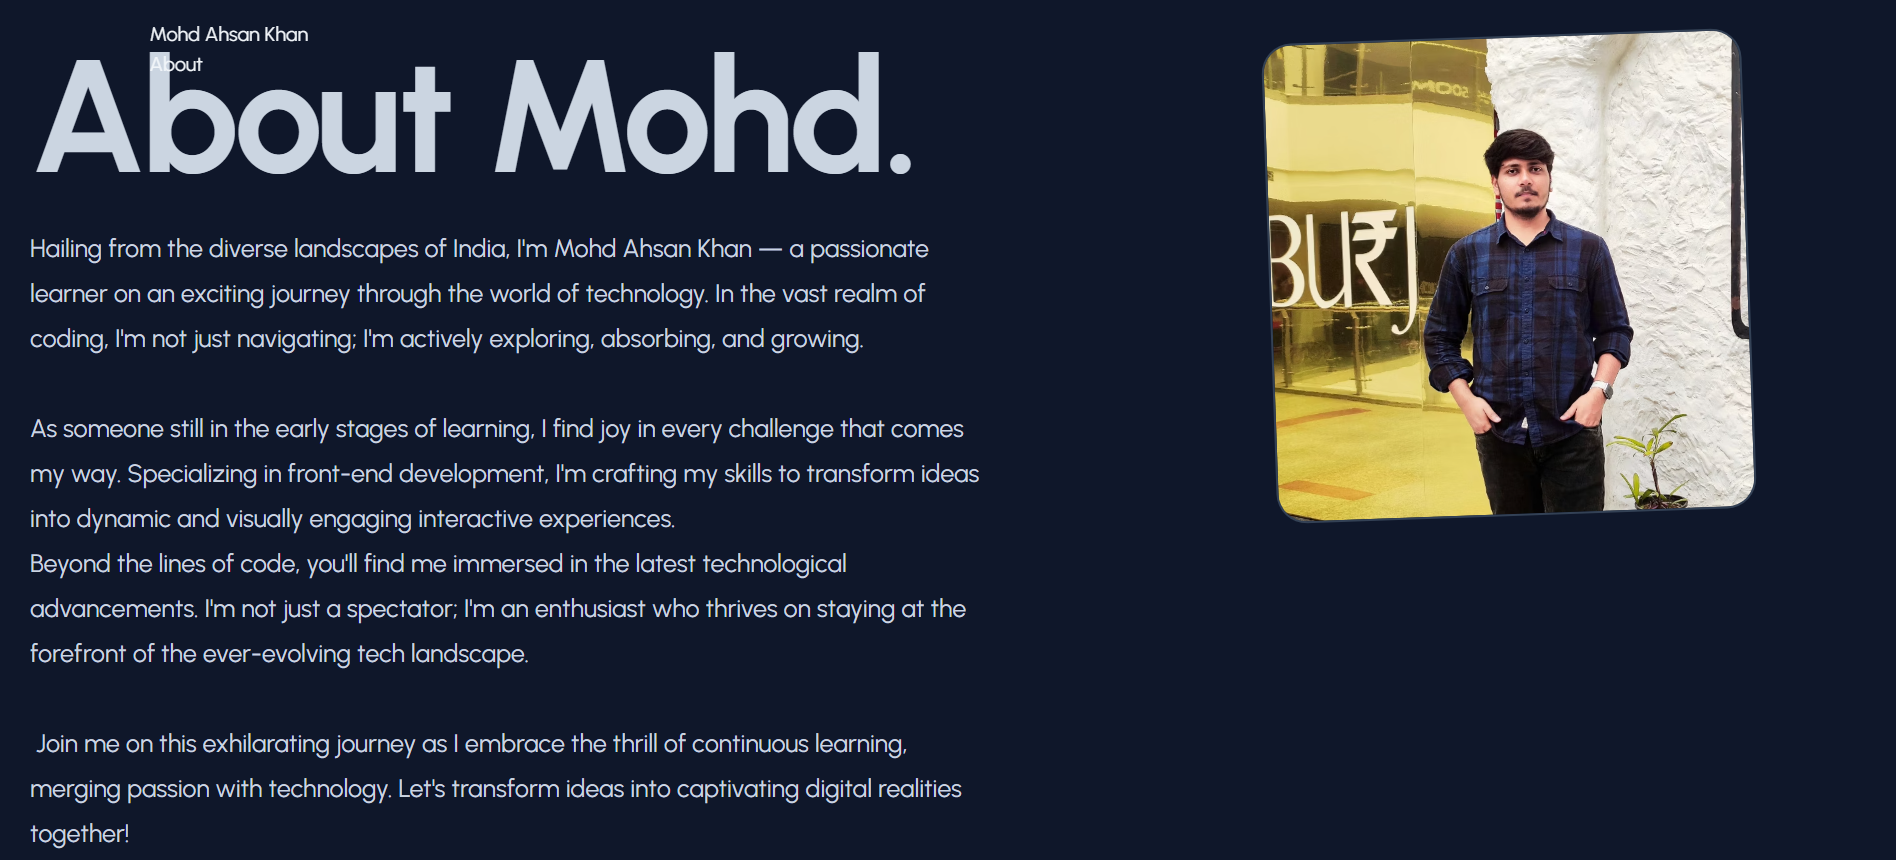 Mohd Ahsan Khan
About
About Mohd.
Hailing from the diverse landscapes of India, I'm Mohd Ahsan Khan — a passionate
learner on an exciting journey through the world of technology. In the vast realm of
coding, I'm not just navigating; I'm actively exploring, absorbing, and growing.
As someone still in the early stages of learning, I find joy in every challenge that comes
my way. Specializing in front-end development, I'm crafting my skills to transform ideas
into dynamic and visually engaging interactive experiences.
Beyond the lines of code, you'll find me immersed in the latest technological
advancements. I'm not just a spectator; I'm an enthusiast who thrives on staying at the
forefront of the ever-evolving tech landscape.
Join me on this exhilarating journey as I embrace the thrill of continuous learning,
merging passion with technology. Let's transform ideas into captivating digital realities
together!
BU₹J